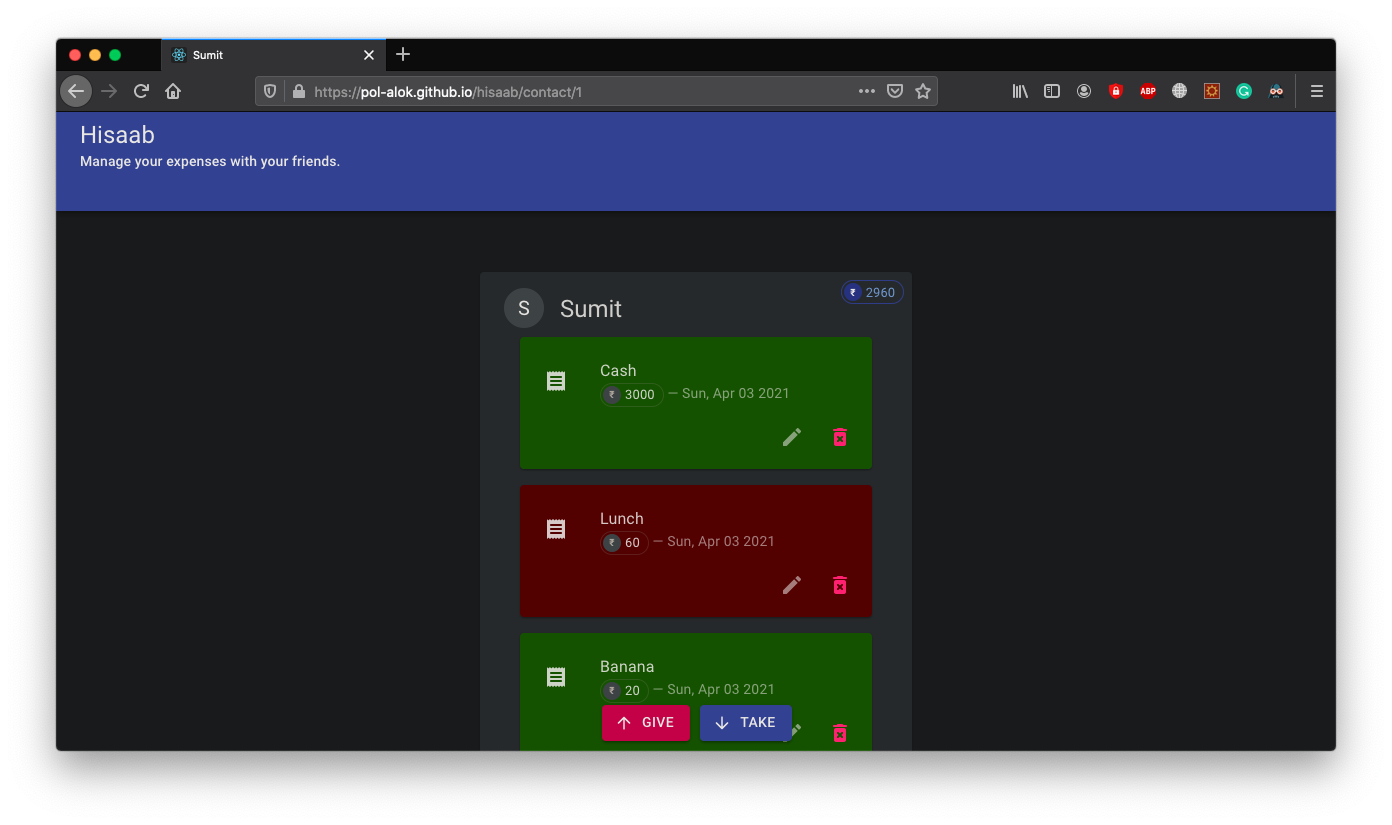 Sumit
https://pol-alok.github.io/hisaab/contact/1
ABP
Hisaab
Manage your expenses with your friends.
S
Sumit
₹ 2960
Cash
₹ 3000 — Sun, Apr 03 2021
Lunch
₹ 60 — Sun, Apr 03 2021
Banana
₹ 20 — Sun, Apr 03 2021
GIVE
TAKE